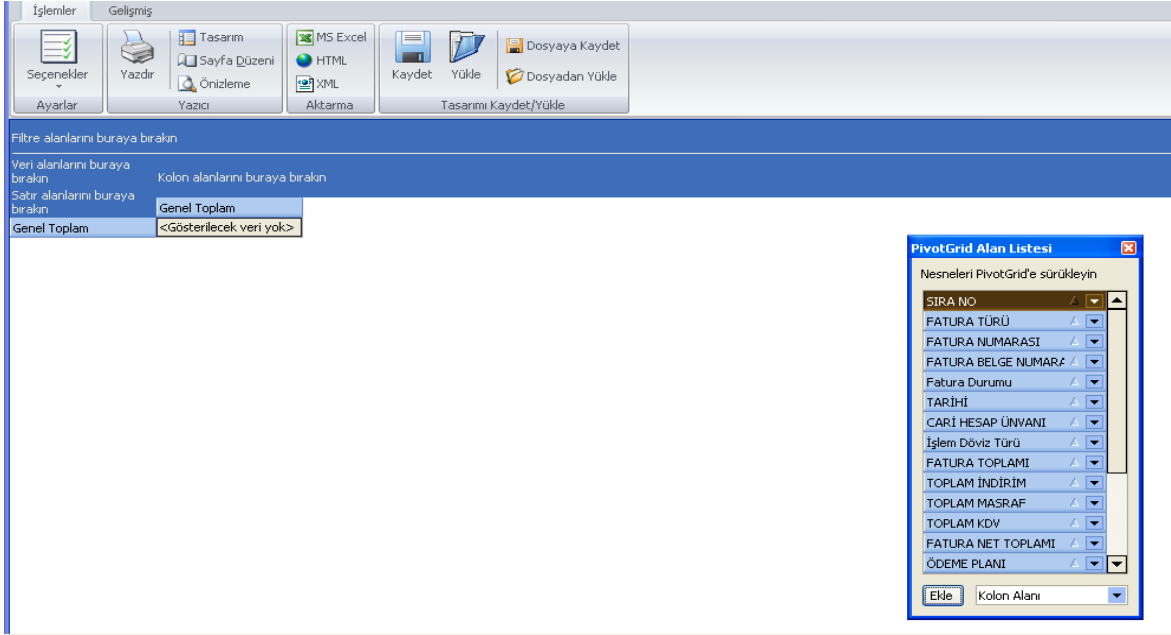 İşlemler
Gelişmiş
Seçenekler
Ayarlar
Yazdır
Tasarım
Sayfa Düzeni
Önizleme
Yazıcı
MS Excel
HTML
XML
Aktarma
Kaydet
Yükle
Dosyaya Kaydet
Dosyadan Yükle
Tasarımı Kaydet/Yükle
Filtre alanlarını buraya bırakın
Veri alanlarını buraya
bırakın
Kolon alanlarını buraya bırakın
Satır alanlarını buraya
bırakın
Genel Toplam
Genel Toplam
<Gösterilecek veri yok>
PivotGrid Alan Listesi
Nesneleri PivotGrid'e sürükleyin
SIRA NO
FATURA TÜRÜ
FATURA NUMARASI
FATURA BELGE NUMARA
Fatura Durumu
TARİHİ
CARİ HESAP ÜNVANI
İşlem Döviz Türü
FATURA TOPLAMI
TOPLAM İNDİRİM
TOPLAM MASRAF
TOPLAM KDV
FATURA NET TOPLAMI
ÖDEME PLANI
Ekle
Kolon Alanı